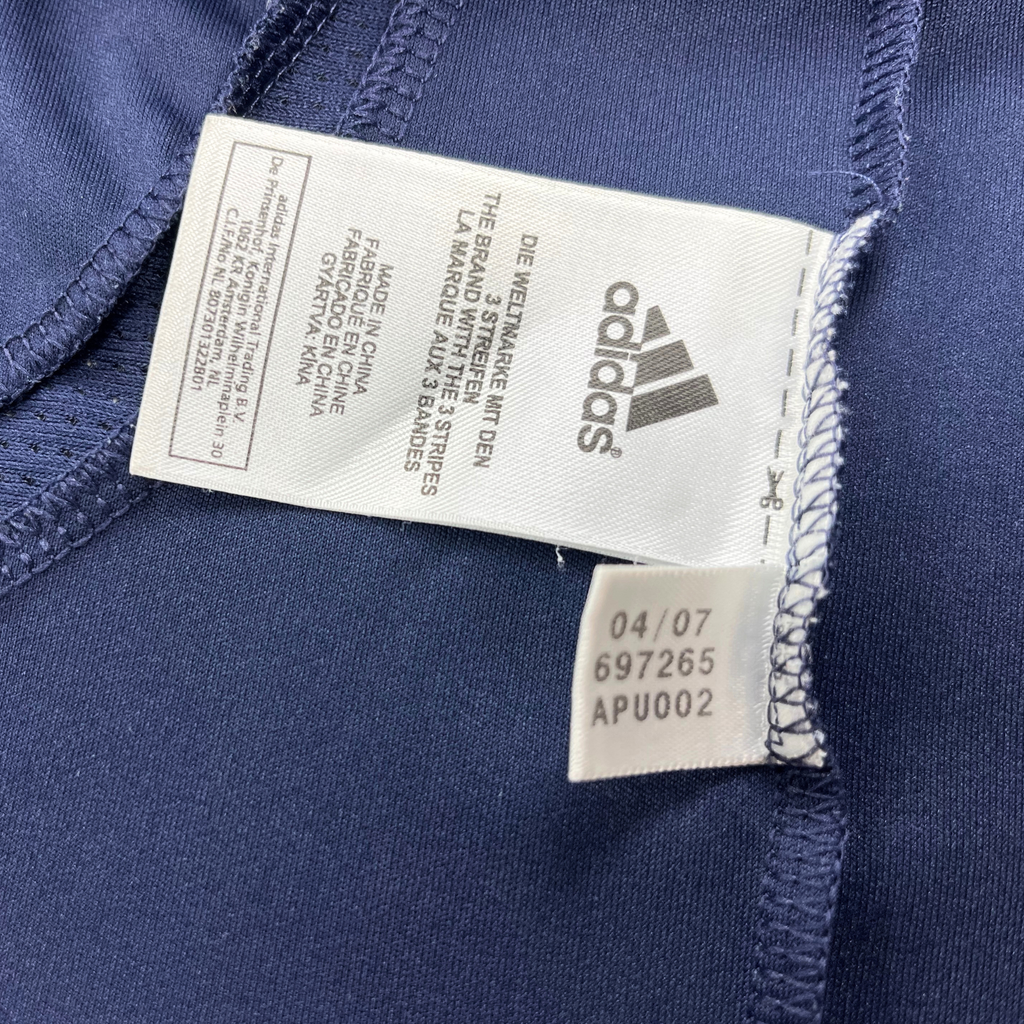 adidas®
DIE WELTMARKE MIT DEN
3 STREIFEN
THE BRAND WITH THE 3 STRIPES
LA MARQUE AUX 3 BANDES
MADE IN CHINA
FABRIQUÉ EN CHINE
FABRICADO EN CHINA
GYÁRTVA: KÍNA
adidas International Trading B.V.
De Prinsenhof, Koningin Wilhelminaplein 30
1062 KR Amsterdam, NL
C.I.F/No NL 807301322B01
04/07
697265
APU002